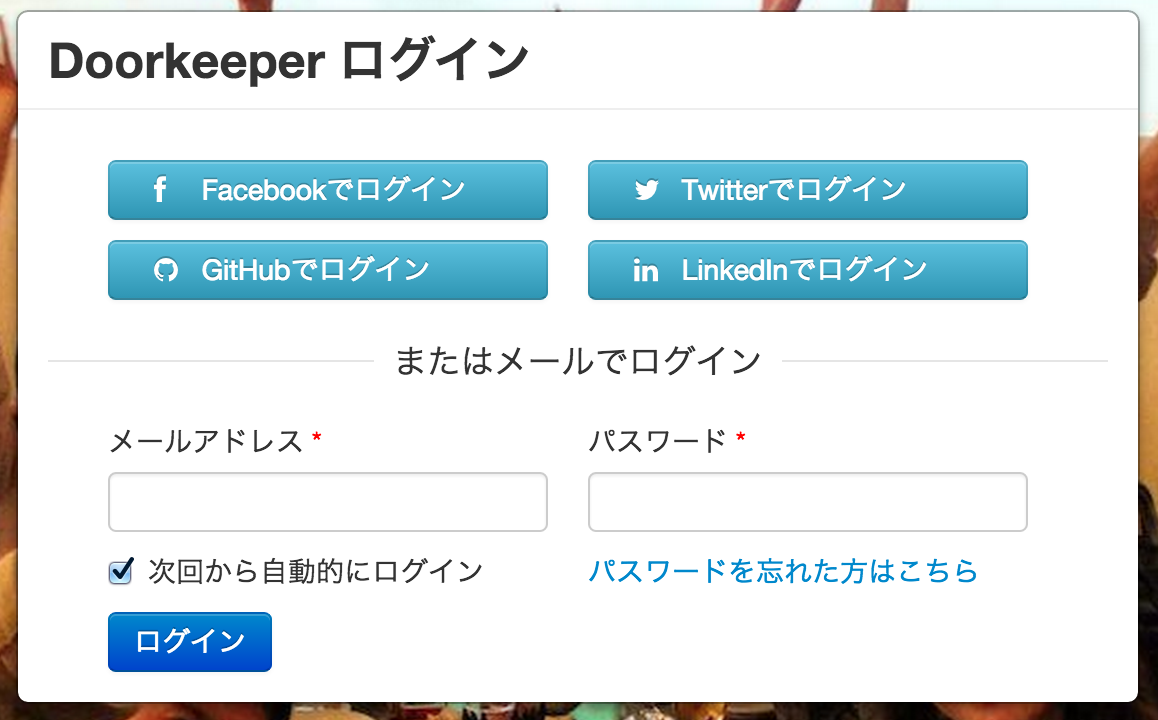 Doorkeeper ログイン
Facebookでログイン
Twitterでログイン
GitHubでログイン
LinkedInでログイン
またはメールでログイン
メールアドレス *
パスワード *
次回から自動的にログイン
パスワードを忘れた方はこちら
ログイン